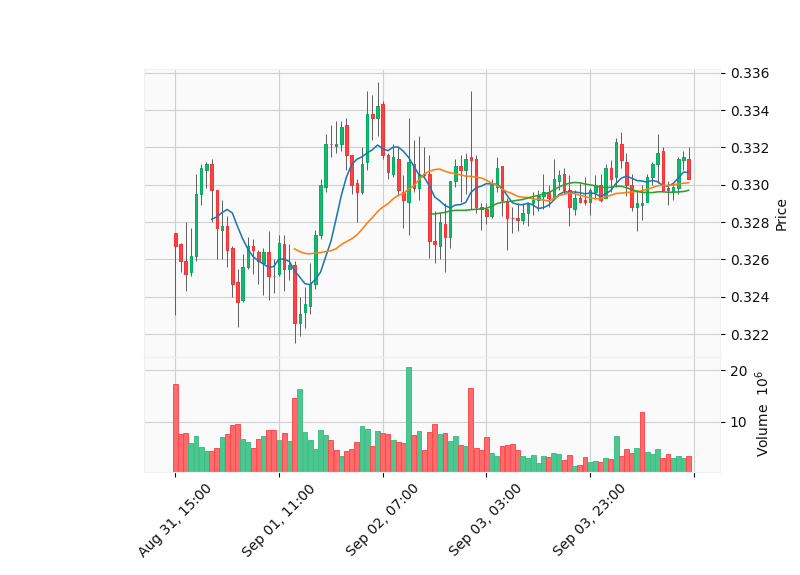 0.336
0.334
0.332
0.330
0.328
0.326
0.324
0.322
Price
20
10
Volume 10^6
Aug 31, 15:00
Sep 01, 11:00
Sep 02, 07:00
Sep 03, 03:00
Sep 03, 23:00